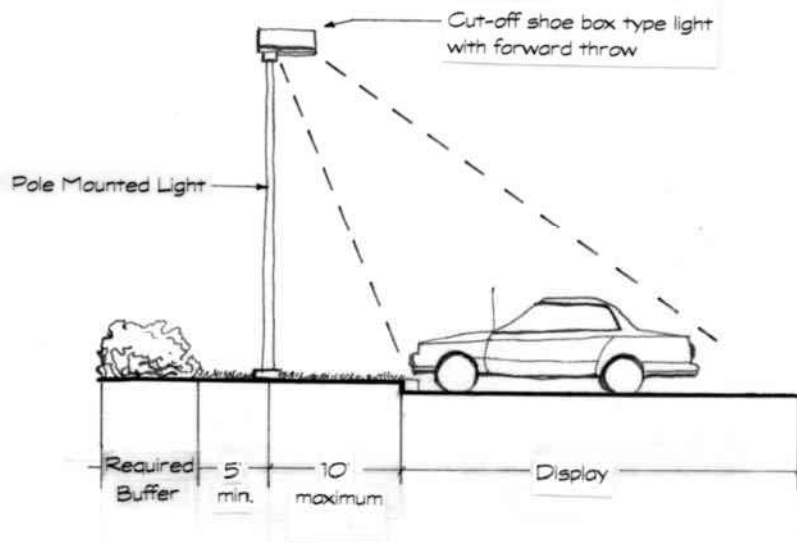 Cut-off shoe box type light
with forward throw
Pole Mounted Light
Required
Buffer
5'
min.
10'
maximum
Display